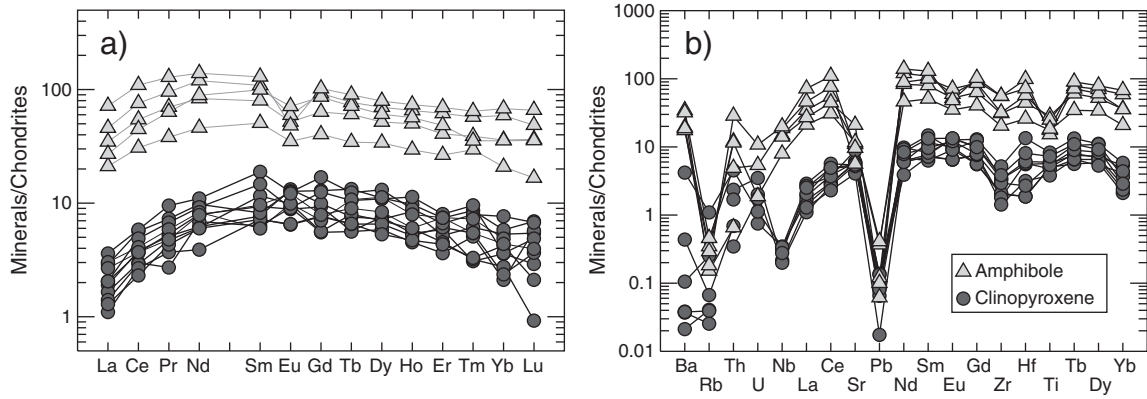 a)
Minerals/Chondrites
100
10
1
La Ce Pr Nd Sm Eu Gd Tb Dy Ho Er Tm Yb Lu
b)
Minerals/Chondrites
1000
100
10
1
0.1
0.01
Amphibole
Clinopyroxene
Ba Th Nb Ce Pb Sm Gd Hf Tb Yb
Rb U La Sr Nd Eu Zr Ti Dy